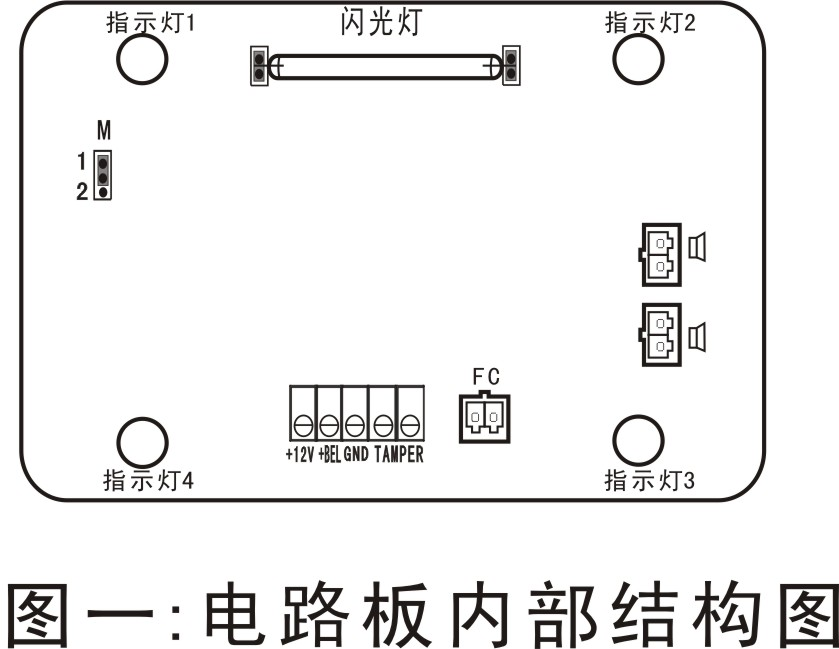 指示灯1
闪光灯
指示灯2
M
1
2
FC
+12V +BEL GND TAMPER
指示灯4
指示灯3
图一:电路板内部结构图